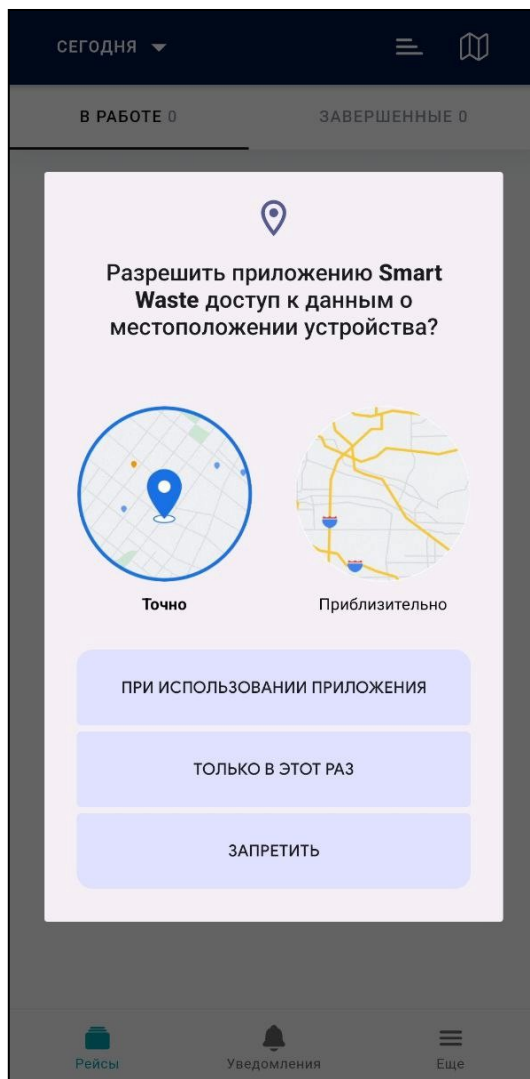 СЕГОДНЯ
В РАБОТЕ 0
ЗАВЕРШЕННЫЕ 0
Разрешить приложению Smart
Waste доступ к данным о
местоположении устройства?
Точно
Приблизительно
ПРИ ИСПОЛЬЗОВАНИИ ПРИЛОЖЕНИЯ
ТОЛЬКО В ЭТОТ РАЗ
ЗАПРЕТИТЬ
Рейсы
Уведомления
Еще